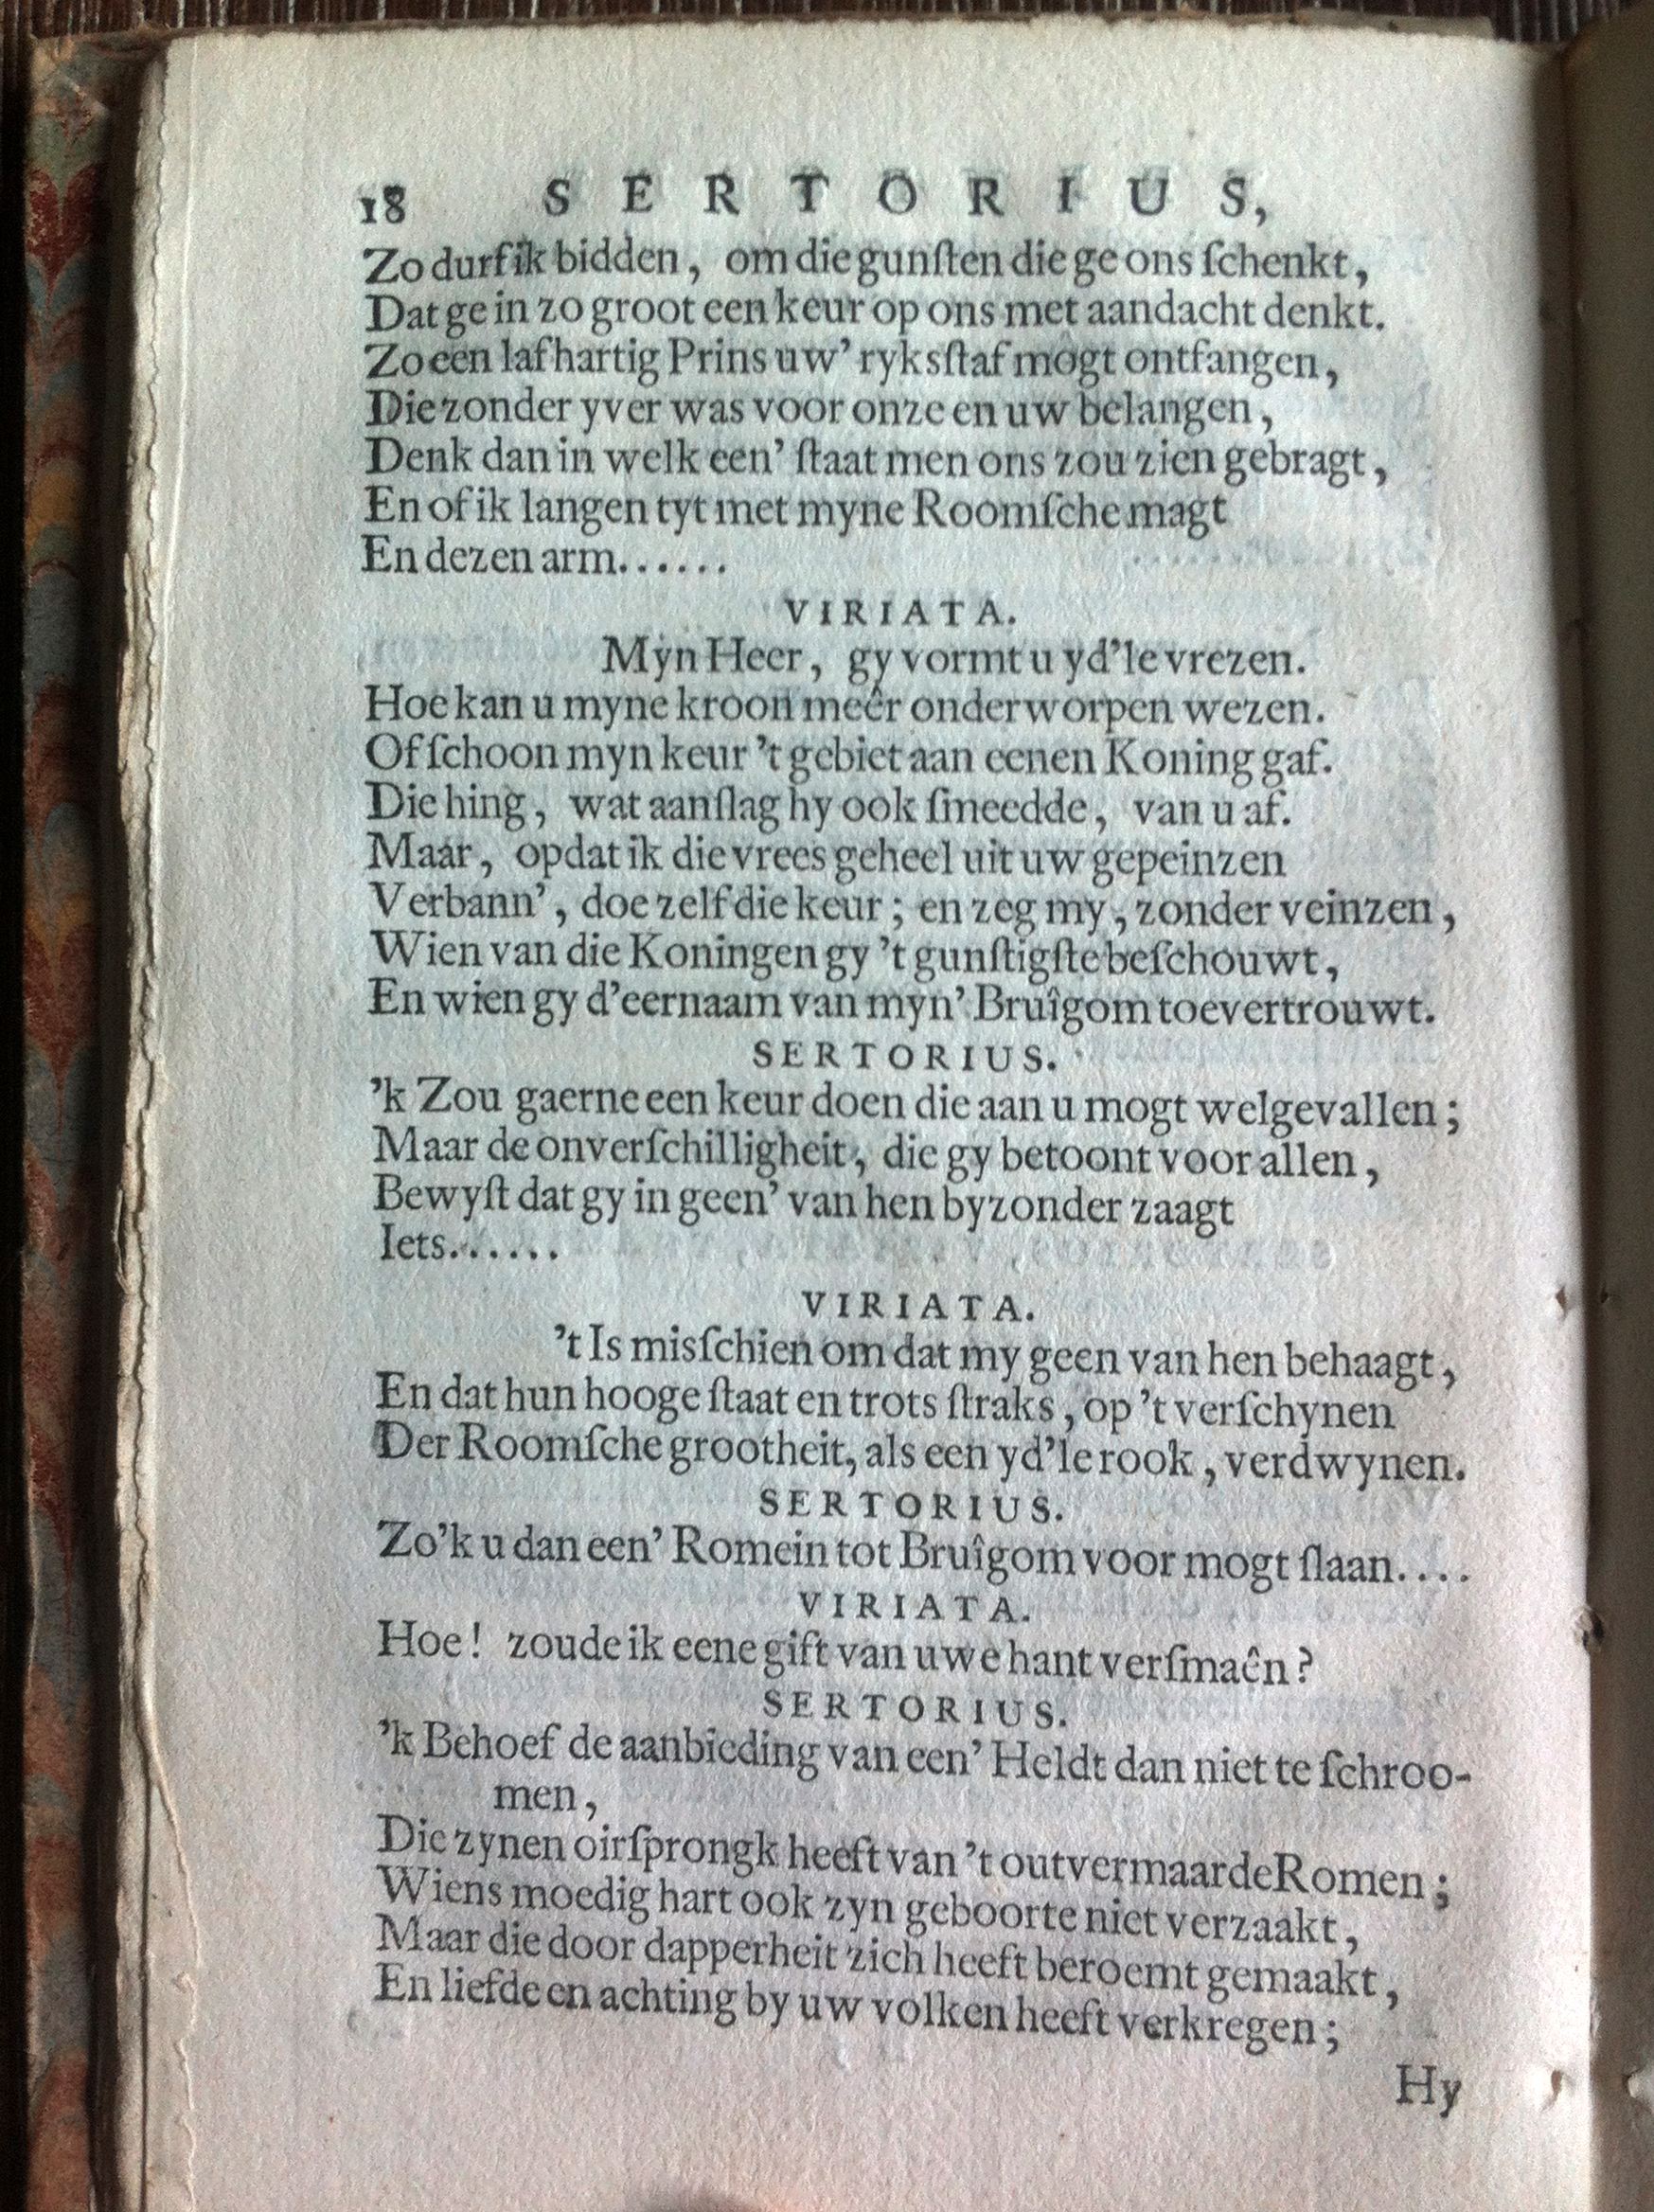 18 SERTORIUS,
Zo durf ik bidden, om die gunſten die ge ons ſchenkt,
Dat ge in zo groot een keur op ons met aandacht denkt.
Zo een lafhartig Prins uw' ryksſtaf mogt ontfangen,
Die zonder yver was voor onze en uw belangen,
Denk dan in welk een' ſtaat men ons zou zien gebragt,
En of ik langen tyt met myne Roomſche magt
En dezen arm......
VIRIATA.
Myn Heer, gy vormt u yd'le vrezen.
Hoe kan u myne kroon meêr onderworpen wezen.
Of ſchoon myn keur 't gebiet aan eenen Koning gaf.
Die hing, wat aanſlag hy ook ſmeedde, van u af.
Maar, opdat ik die vrees geheel uit uw gepeinzen
Verbann', doe zelf die keur; en zeg my, zonder veinzen,
Wien van die Koningen gy 't gunſtigſte beſchouwt,
En wien gy d'eernaam van myn' Bruîgom toevertrouwt.
SERTORIUS.
'k Zou gaerne een keur doen die aan u mogt welgevallen;
Maar de onverſchilligheit, die gy betoont voor allen,
Bewyſt dat gy in geen' van hen byzonder zaagt
Iets......
VIRIATA.
't Is misſchien om dat my geen van hen behaagt,
En dat hun hooge ſtaat en trots ſtraks, op 't verſchynen
Der Roomſche grootheit, als een yd'le rook, verdwynen.
SERTORIUS.
Zo'k u dan een' Romein tot Bruîgom voor mogt ſlaan....
VIRIATA.
Hoe! zoude ik eene gift van uwe hant verſmaên?
SERTORIUS.
'k Behoef de aanbieding van een' Heldt dan niet te ſchroo-
men,
Die zynen oirſprongk heeft van 't outvermaarde Romen;
Wiens moedig hart ook zyn geboorte niet verzaakt,
Maar die door dapperheit zich heeft beroemt gemaakt,
En liefde en achting by uw volken heeft verkregen;
Hy